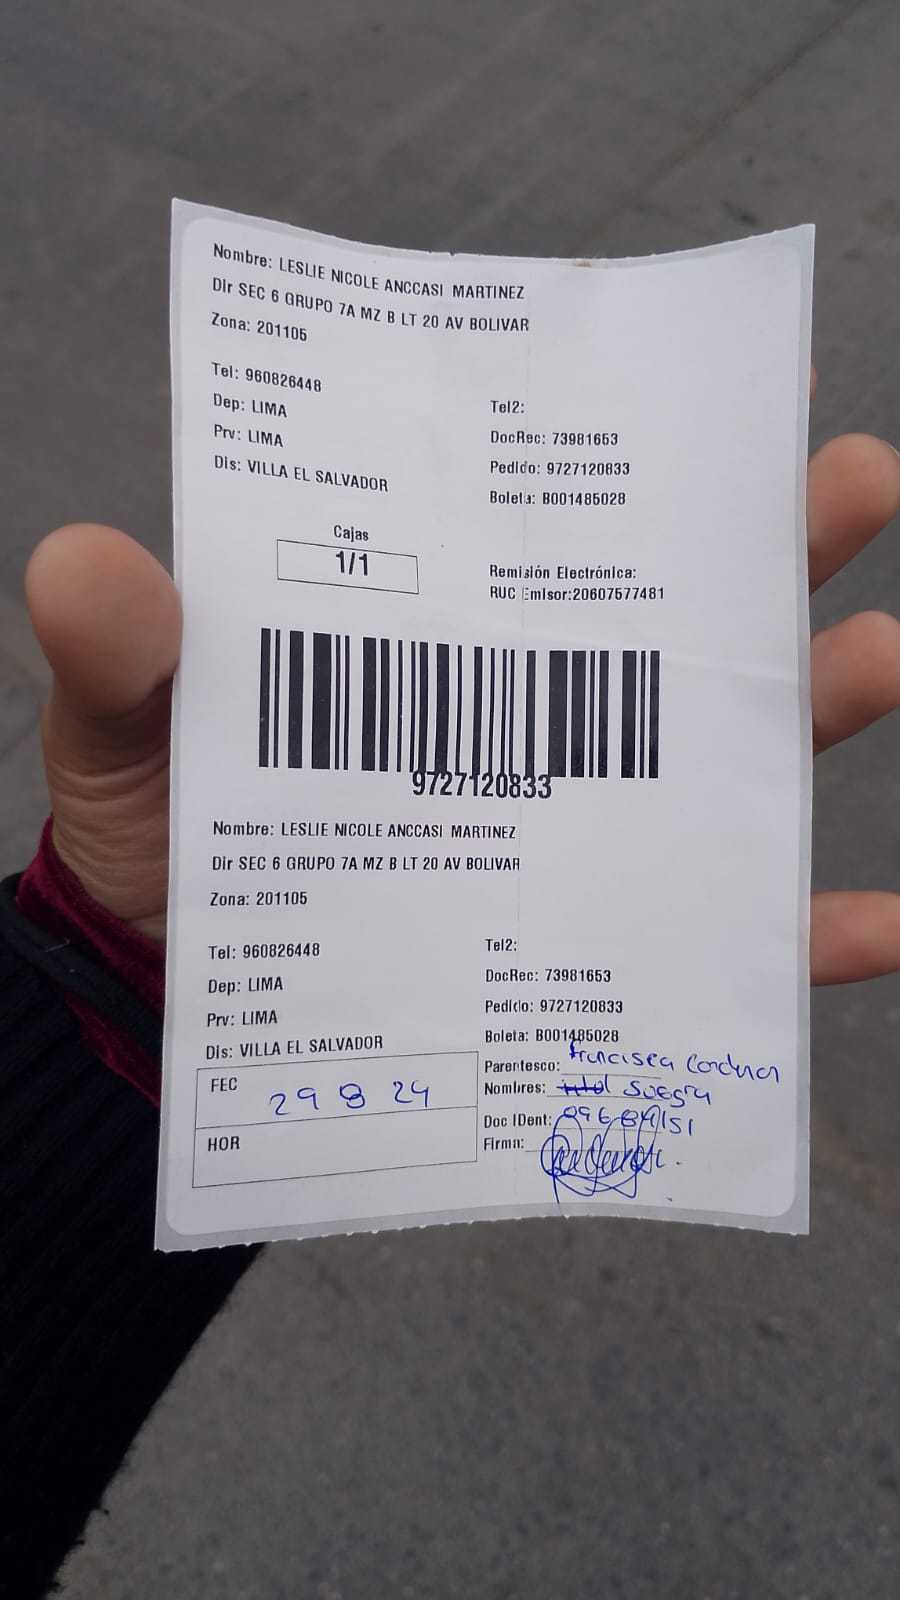 Nombre: LESLIE NICOLE ANCCASI MARTINEZ
Dir SEC 6 GRUPO 7A MZ B LT 20 AV BOLIVAR
Zona: 201105
Tel: 960826448
Tel2:
Dep: LIMA
DocRec: 73981653
Prv: LIMA
Pedido: 9727120833
Dis: VILLA EL SALVADOR
Boleta: B001485028
Cajas
1/1
Remisión Electrónica:
RUC Emisor:20607577481
9727120833
Nombre: LESLIE NICOLE ANCCASI MARTINEZ
Dir SEC 6 GRUPO 7A MZ B LT 20 AV BOLIVAR
Zona: 201105
Tel: 960826448
Tel2:
Dep: LIMA
DocRec: 73981653
Prv: LIMA
Pedido: 9727120833
Dis: VILLA EL SALVADOR
Boleta: B001485028
FEC 29 8 24
HOR
Parentesco: Francisca
Nombres: Suegra
Doc IDent:
Firma: